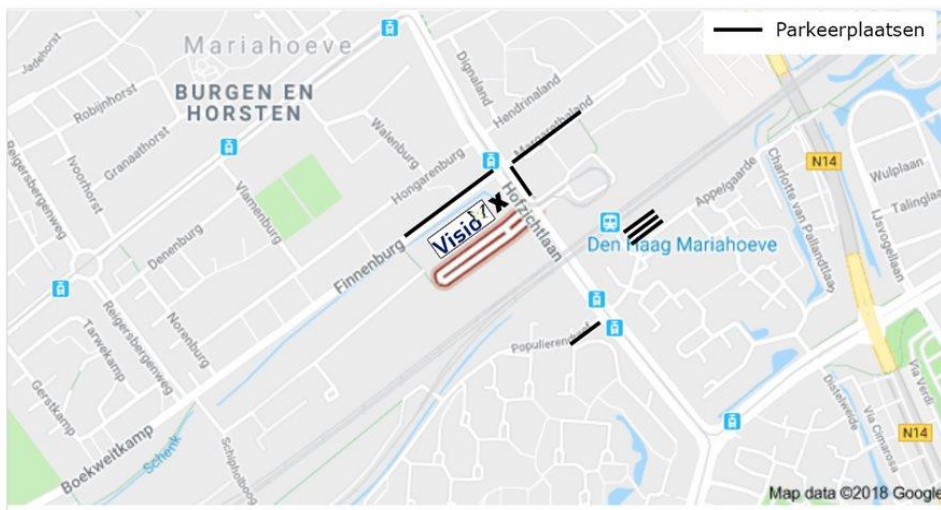 Parkeerplaatsen
Mariahoeve
BURGEN EN
HORSTEN
Jadehorst
Robijnhorst
Granaathorst
Ivoorhorst
Reigersbergenweg
Vlamenburg
Denenburg
Walenburg
Hongarenburg
Dignaland
Hendrinaland
Margarethaland
Hofzichtlaan
Visio
X
Finnenburg
Den Haag Mariahoeve
Appelgaarde
Charlotte van Pallandtlaan
N14
Wulplaan
Talinglaan
IJsvogellaan
Reigersbergenweg
Norenburg
Tarwekamp
Gerstkamp
Boekweitkamp
Schenk
Schipholboog
Distelweide
Via Cimarosa
Via Verdi
N14
Map data ©2018 Google